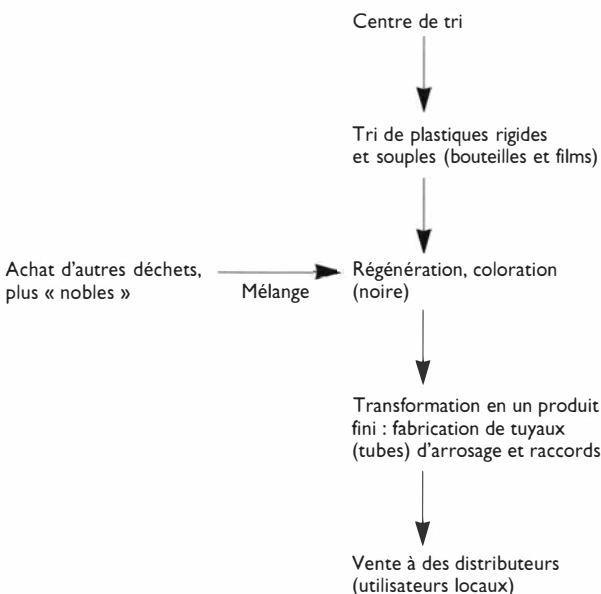 Centre de tri
Tri de plastiques rigides
et souples (bouteilles et films)
Achat d'autres déchets,
plus « nobles »
Mélange
Régénération, coloration
(noire)
Transformation en un produit
fini : fabrication de tuyaux
(tubes) d'arrosage et raccords
Vente à des distributeurs
(utilisateurs locaux)